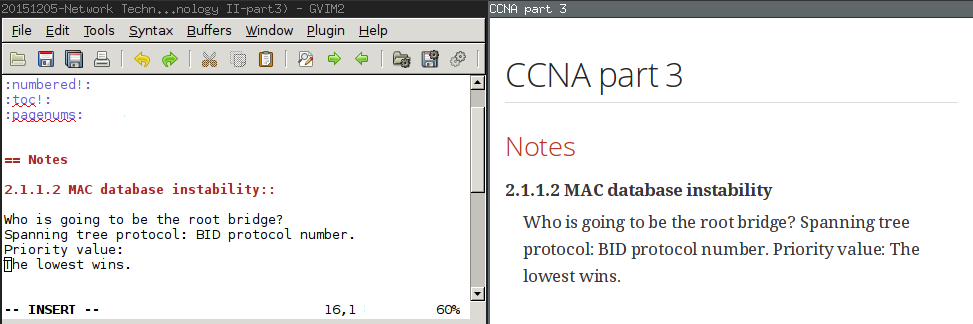 20151205-Network Techn...nology II-part3) - GVIM2
File Edit Tools Syntax Buffers Window Plugin Help
:numbered!:
:toc!:
:pagenums:
== Notes
2.1.1.2 MAC database instability::
Who is going to be the root bridge?
Spanning tree protocol: BID protocol number.
Priority value:
The lowest wins.
-- INSERT -- 16,1 60%
CCNA part 3
CCNA part 3
Notes
2.1.1.2 MAC database instability
Who is going to be the root bridge? Spanning tree
protocol: BID protocol number. Priority value: The
lowest wins.